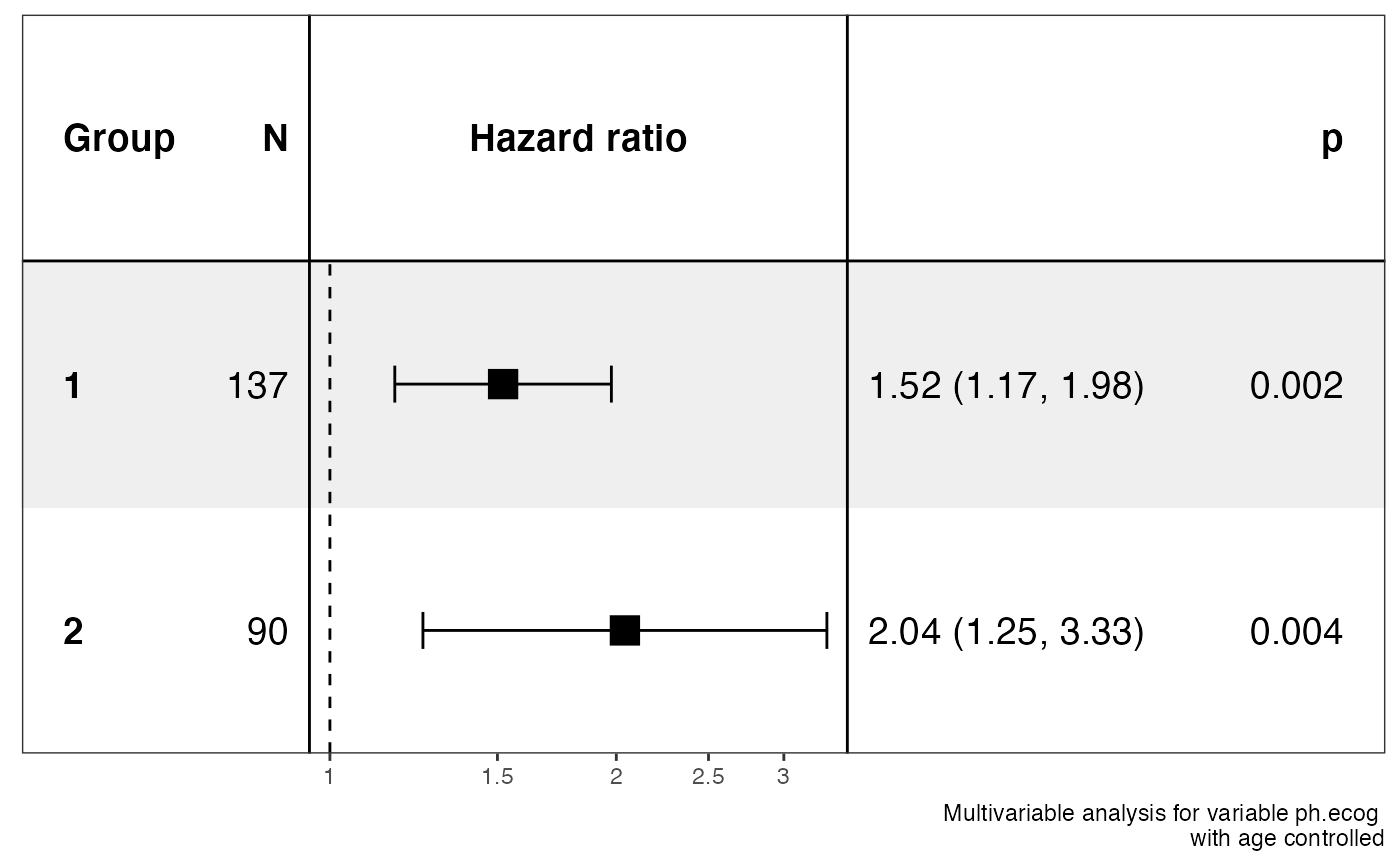 Group N Hazard ratio p
1 137 1.52 (1.17, 1.98) 0.002
2 90 2.04 (1.25, 3.33) 0.004
1 1.5 2 2.5 3
Multivariable analysis for variable ph.ecog
with age controlled